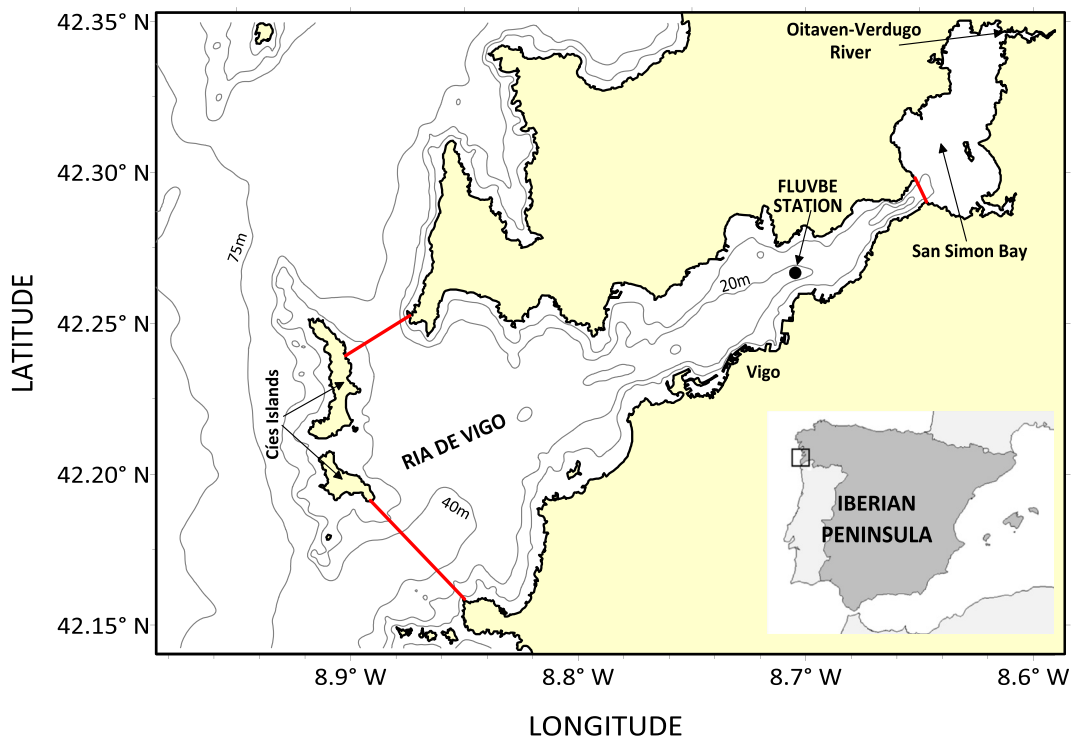 42.35° N
Oitaven-Verdugo
River
42.30° N
FLUVBE
STATION
San Simon Bay
75m
20m
LATITUDE
42.25° N
Vigo
Cíes Islands
RIA DE VIGO
42.20° N
40m
IBERIAN
PENINSULA
42.15° N
8.9° W
8.8° W
8.7° W
8.6° W
LONGITUDE